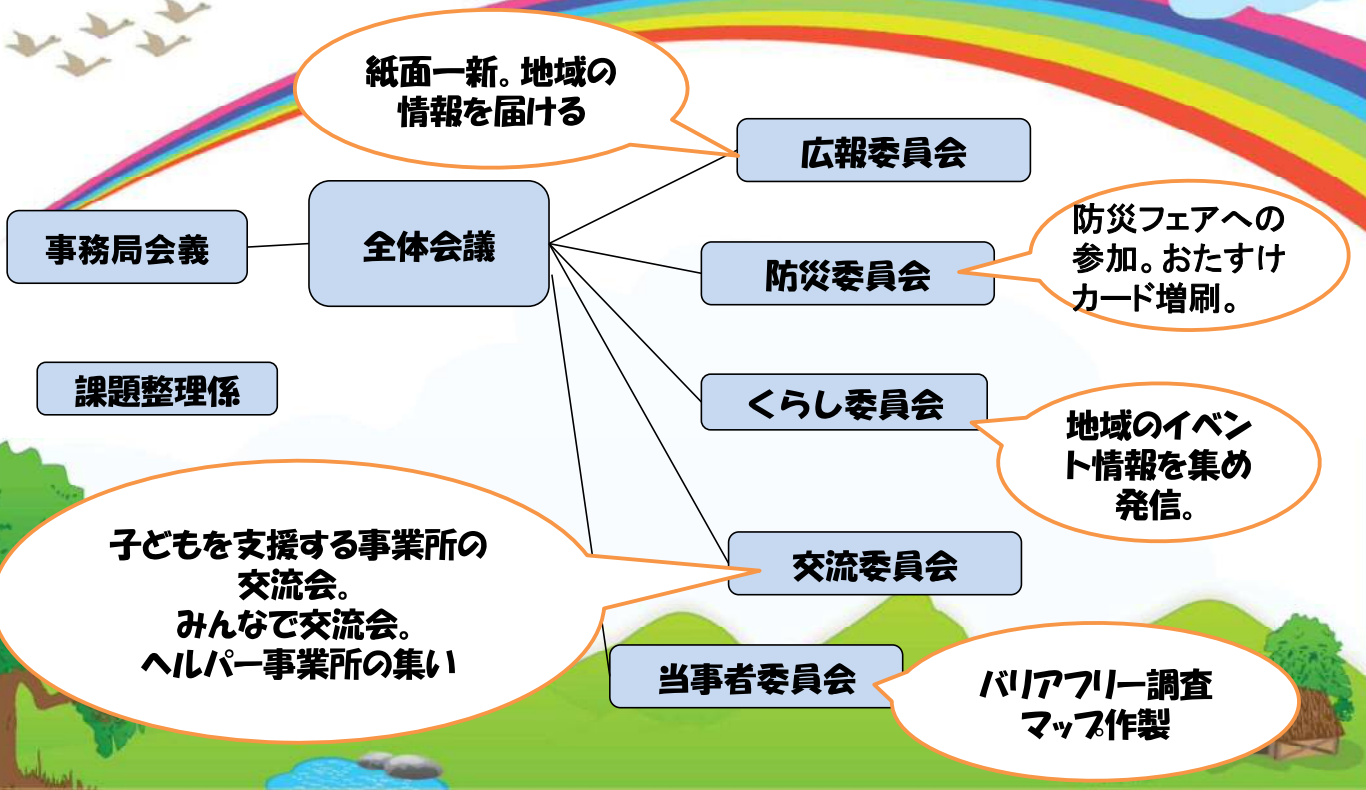 紙面一新。地域の
情報を届ける
広報委員会
事務局会義
全体会議
防災フェアへの
参加。おたすけ
カード増刷。
防災委員会
課題整理係
くらし委員会
地域のイベン
ト情報を集め
発信。
子どもを支援する事業所の
交流会。
みんなで交流会。
ヘルパー事業所の集い
交流委員会
当事者委員会
バリアフリー調査
マップ作製